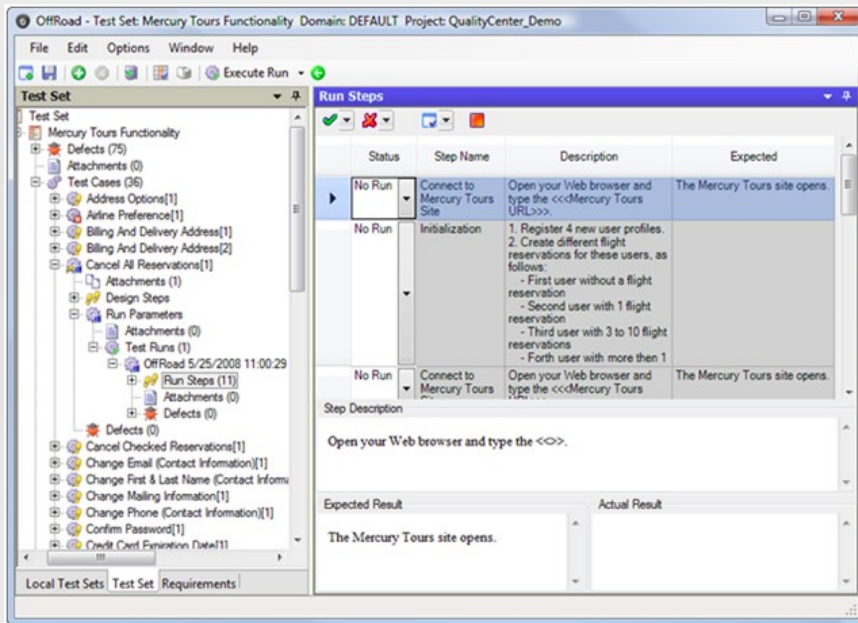 OffRoad - Test Set: Mercury Tours Functionality Domain: DEFAULT Project: QualityCenter_Demo
File Edit Options Window Help
Execute Run
Test Set
Test Set
Mercury Tours Functionality
Defects (75)
Attachments (0)
Test Cases (36)
Address Options[1]
Airline Preference[1]
Billing And Delivery Address[1]
Billing And Delivery Address[2]
Cancel All Reservations[1]
Attachments (1)
Design Steps
Run Parameters
Attachments (0)
Test Runs (1)
OffRoad 5/25/2008 11:00:29
Run Steps (11)
Attachments (0)
Defects (0)
Defects (0)
Cancel Checked Reservations[1]
Change Email (Contact Information)[1]
Change First & Last Name (Contact Informa
Change Mailing Information[1]
Change Phone (Contact Information)[1]
Confirm Password[1]
Credit Card Expiration Date[1]
Local Test Sets Test Set Requirements
Run Steps
Status Step Name Description Expected
No Run Connect to Open your Web browser and The Mercury Tours site opens.
Mercury Tours type the <<<Mercury Tours
Site URL>>>.
No Run Initialization 1. Register 4 new user profiles.
2. Create different flight
reservations for these users, as
follows:
- First user without a flight
reservation
- Second user with 1 flight
reservation
- Third user with 3 to 10 flight
reservations
- Forth user with more then 1
No Run Connect to Open your Web browser and The Mercury Tours site opens.
Mercury Tours type the <<<Mercury Tours
Step Description
Open your Web browser and type the <<>>.
Expected Result Actual Result
The Mercury Tours site opens.